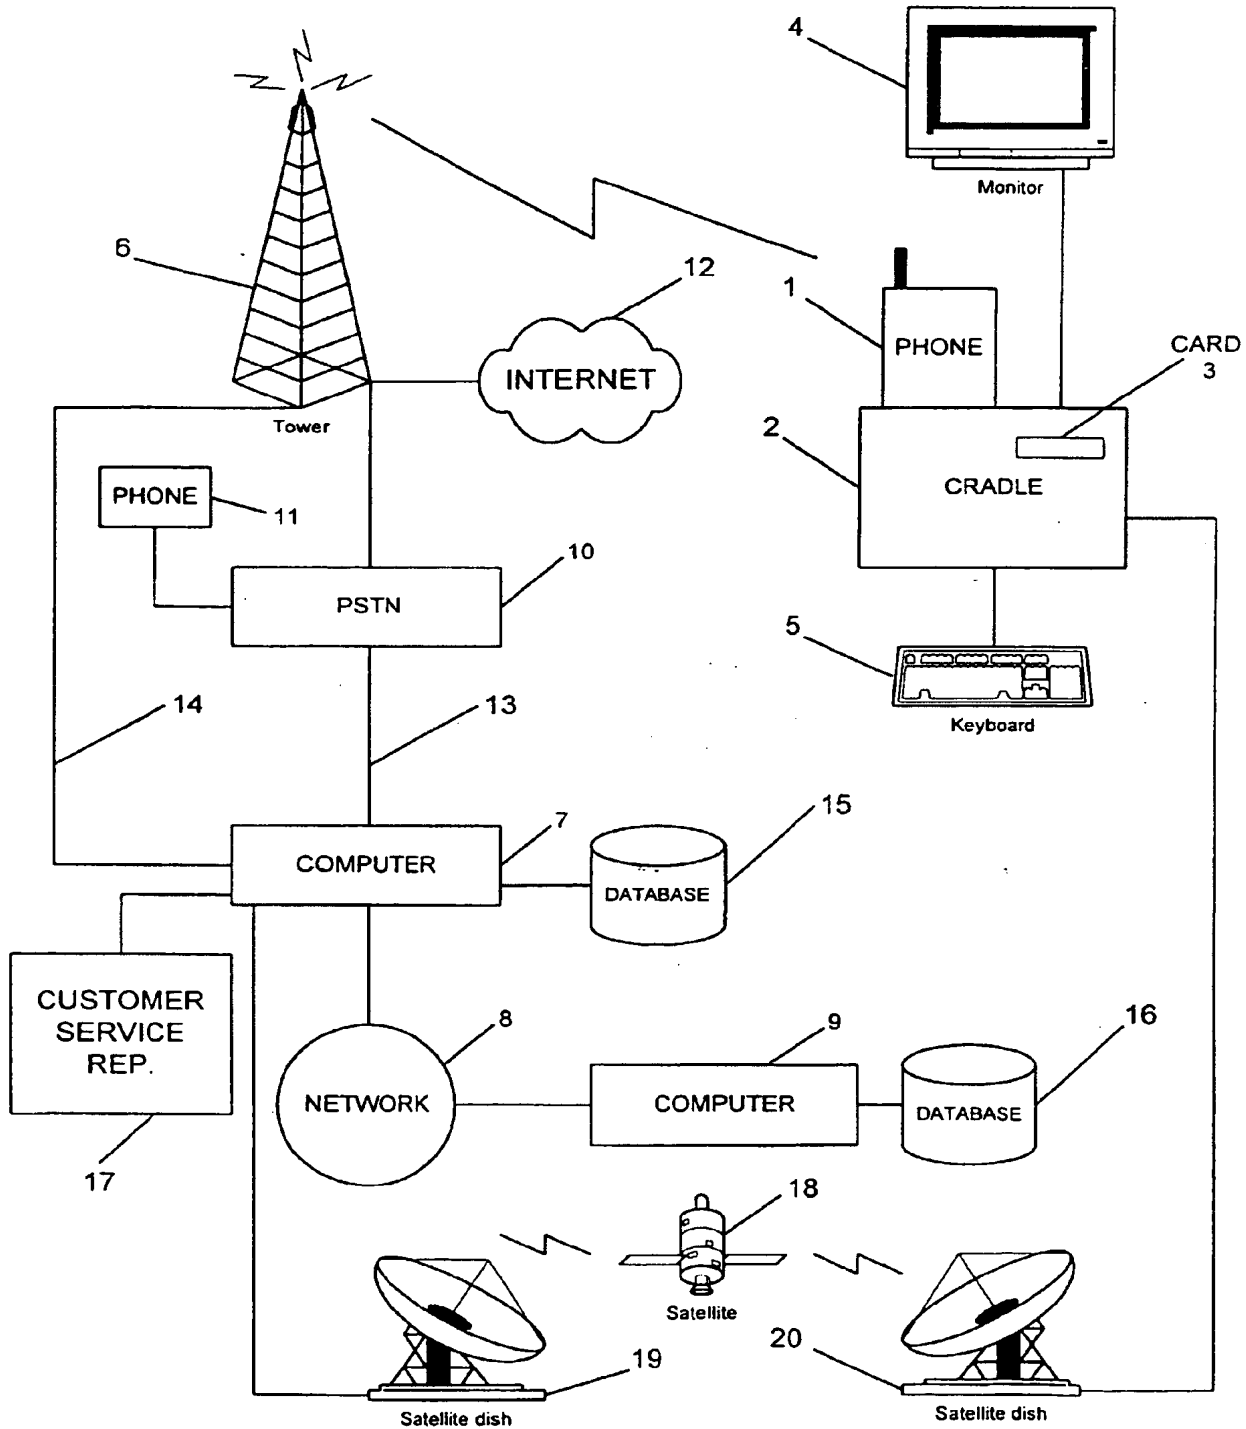 4
Monitor
6
12
1
PHONE
INTERNET
CARD
3
Tower
2
CRADLE
PHONE
11
10
PSTN
5
Keyboard
14
13
7
15
COMPUTER
DATABASE
CUSTOMER
SERVICE
REP.
8
9
16
NETWORK
COMPUTER
DATABASE
17
18
Satellite
19
20
Satellite dish
Satellite dish